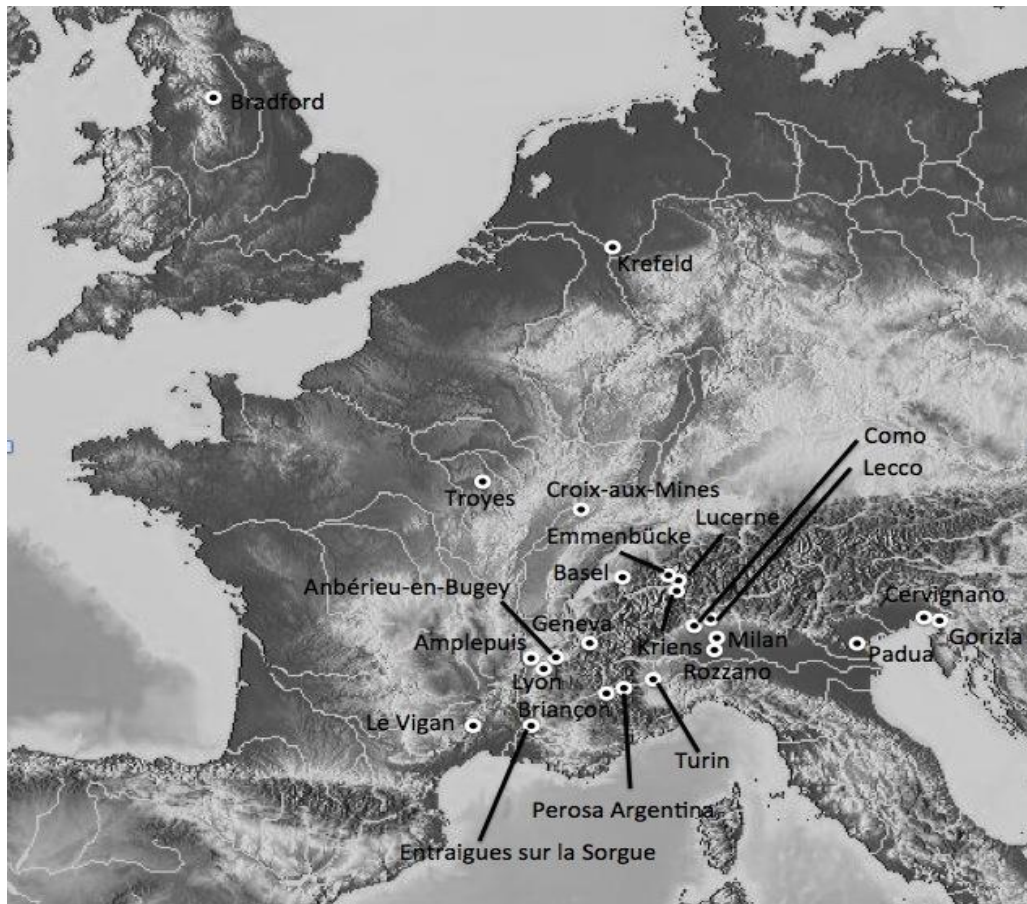 Bradford
Krefeld
Como
Lecco
Troyes
Croix-aux-Mines
Lucerne
Emmenbücke
Basel
Anbérieu-en-Bugey
Cervignano
Geneva
Gorizla
Amplepuis
Kriens
Milan
Padua
Rozzano
Lyon
Briançon
Le Vigan
Turin
Perosa Argentina
Entraigues sur la Sorgue